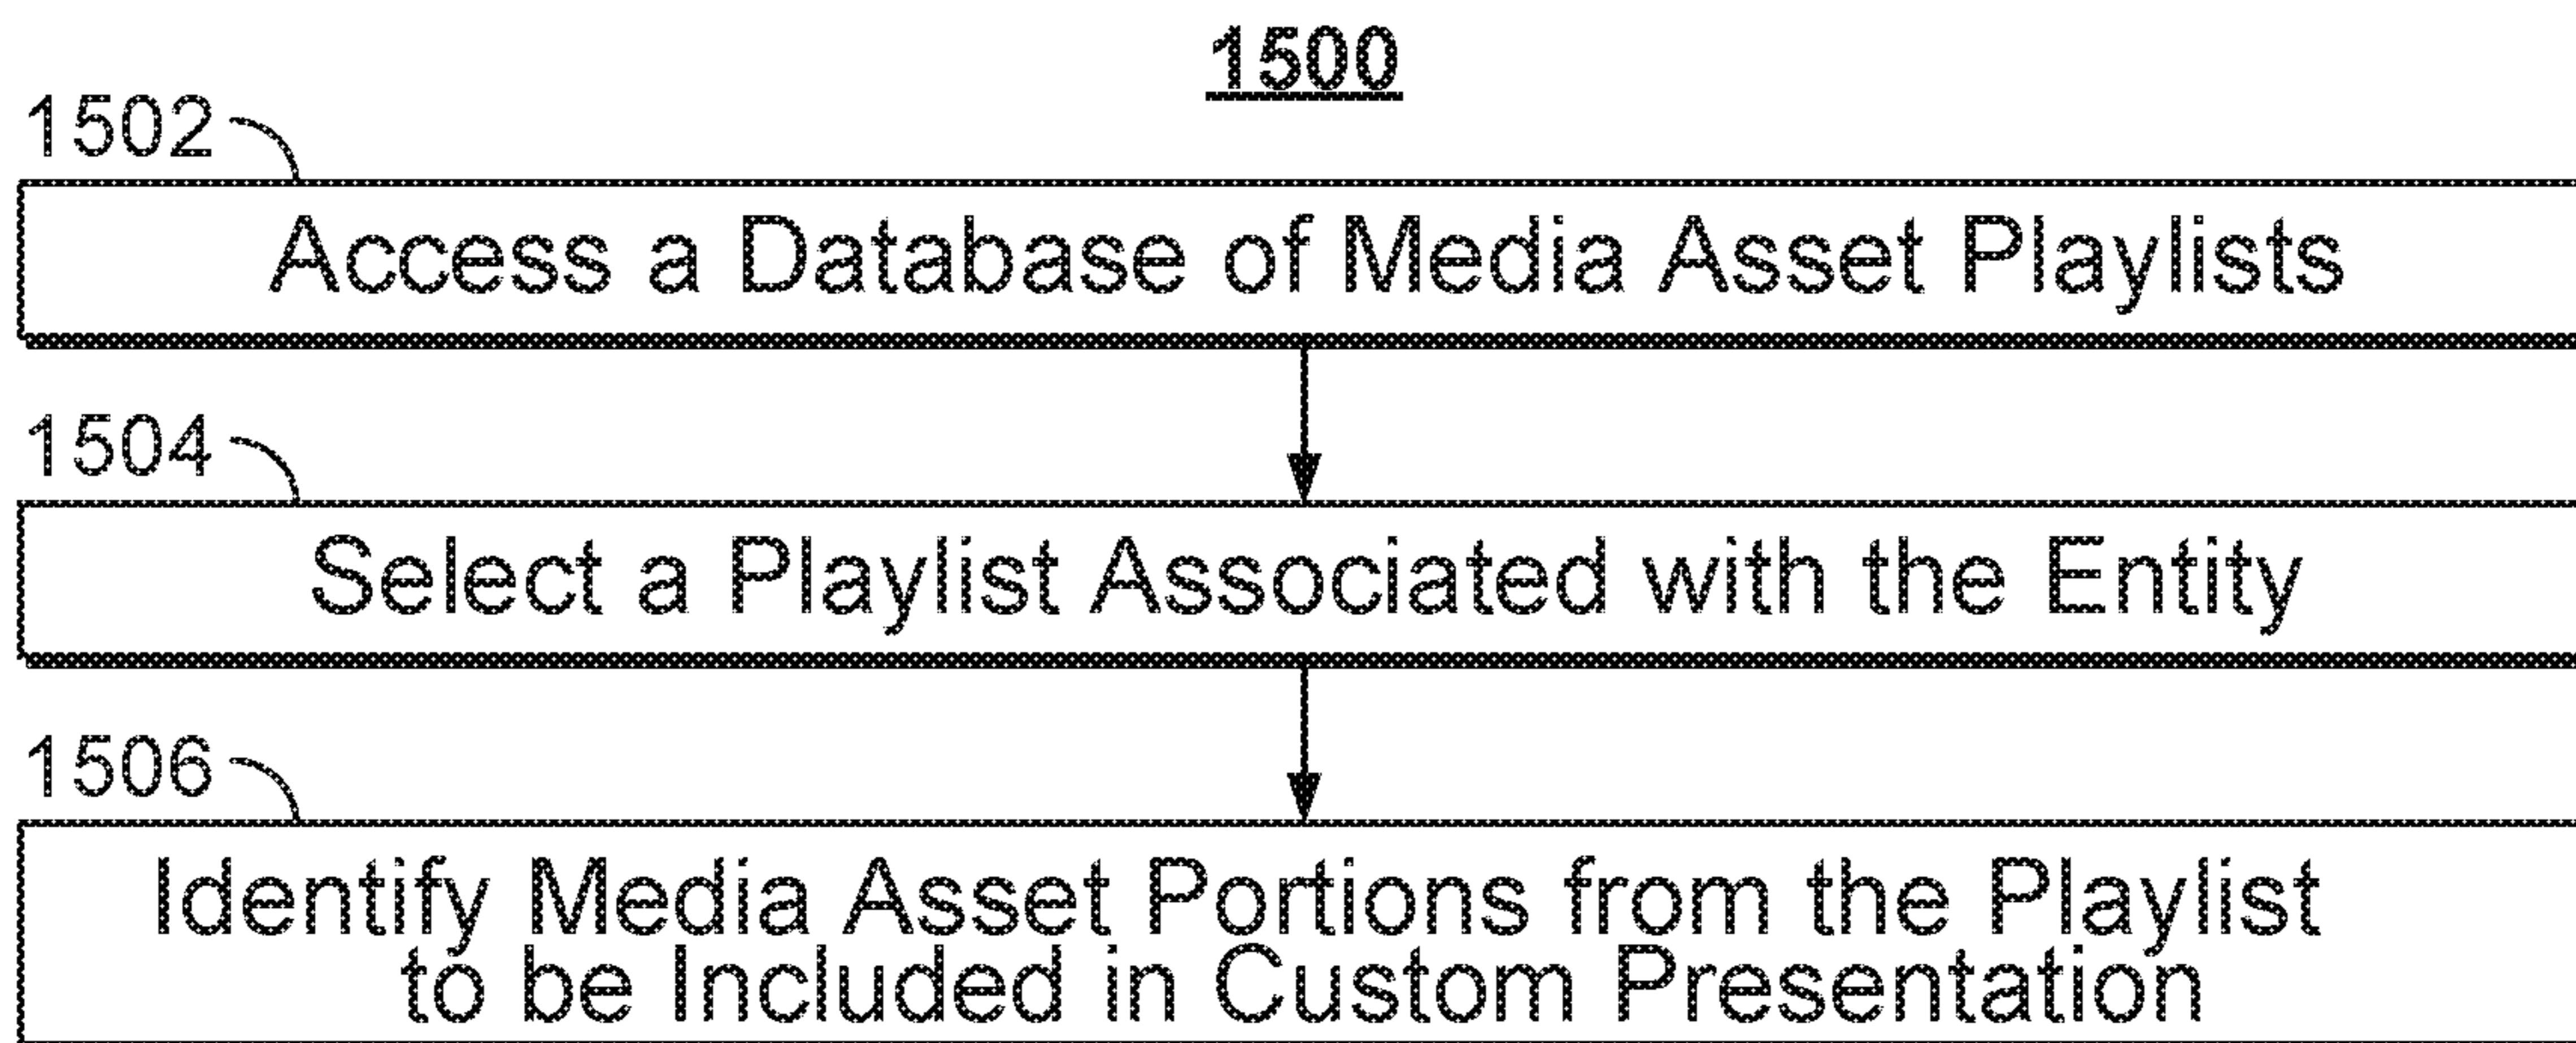 1500
1502
Access a Database of Media Asset Playlists
1504
Select a Playlist Associated with the Entity
1506
Identify Media Asset Portions from the Playlist
to be Included in Custom Presentation